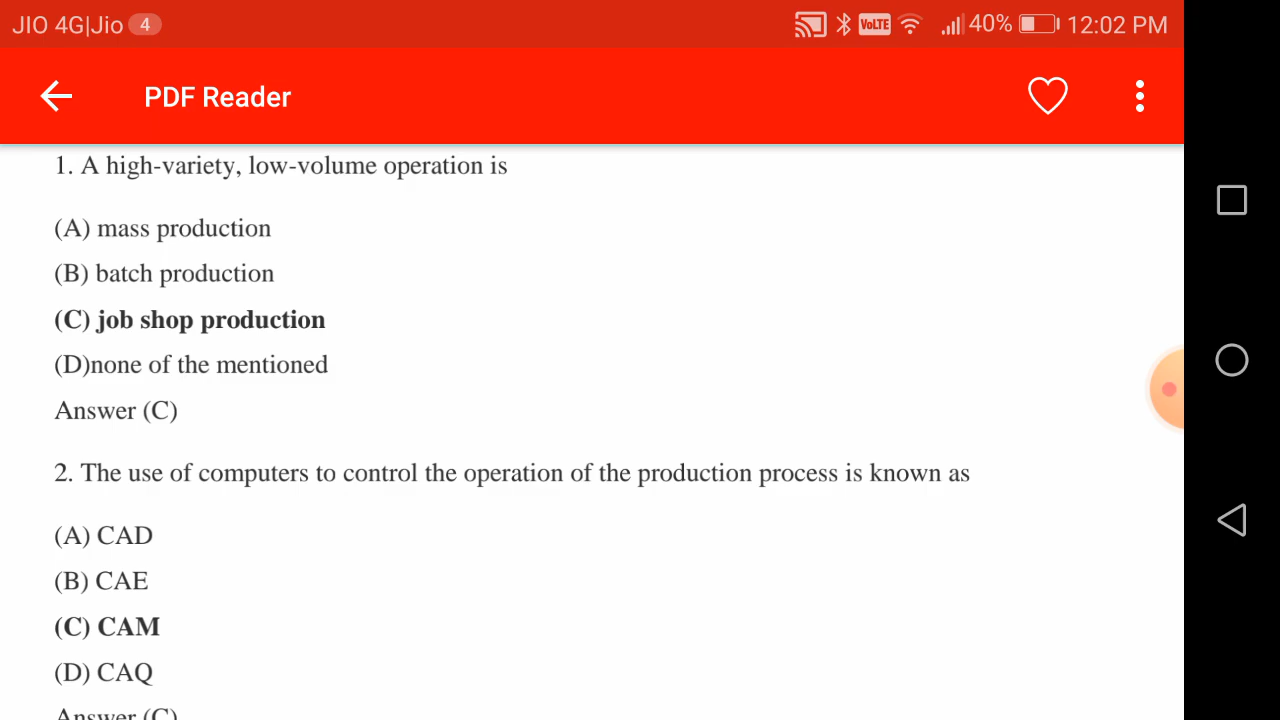 JIO 4G|Jio 4 VoLTE 40% 12:02 PM
PDF Reader
1. A high-variety, low-volume operation is
(A) mass production
(B) batch production
(C) job shop production
(D)none of the mentioned
Answer (C)
2. The use of computers to control the operation of the production process is known as
(A) CAD
(B) CAE
(C) CAM
(D) CAQ
Answer (C)